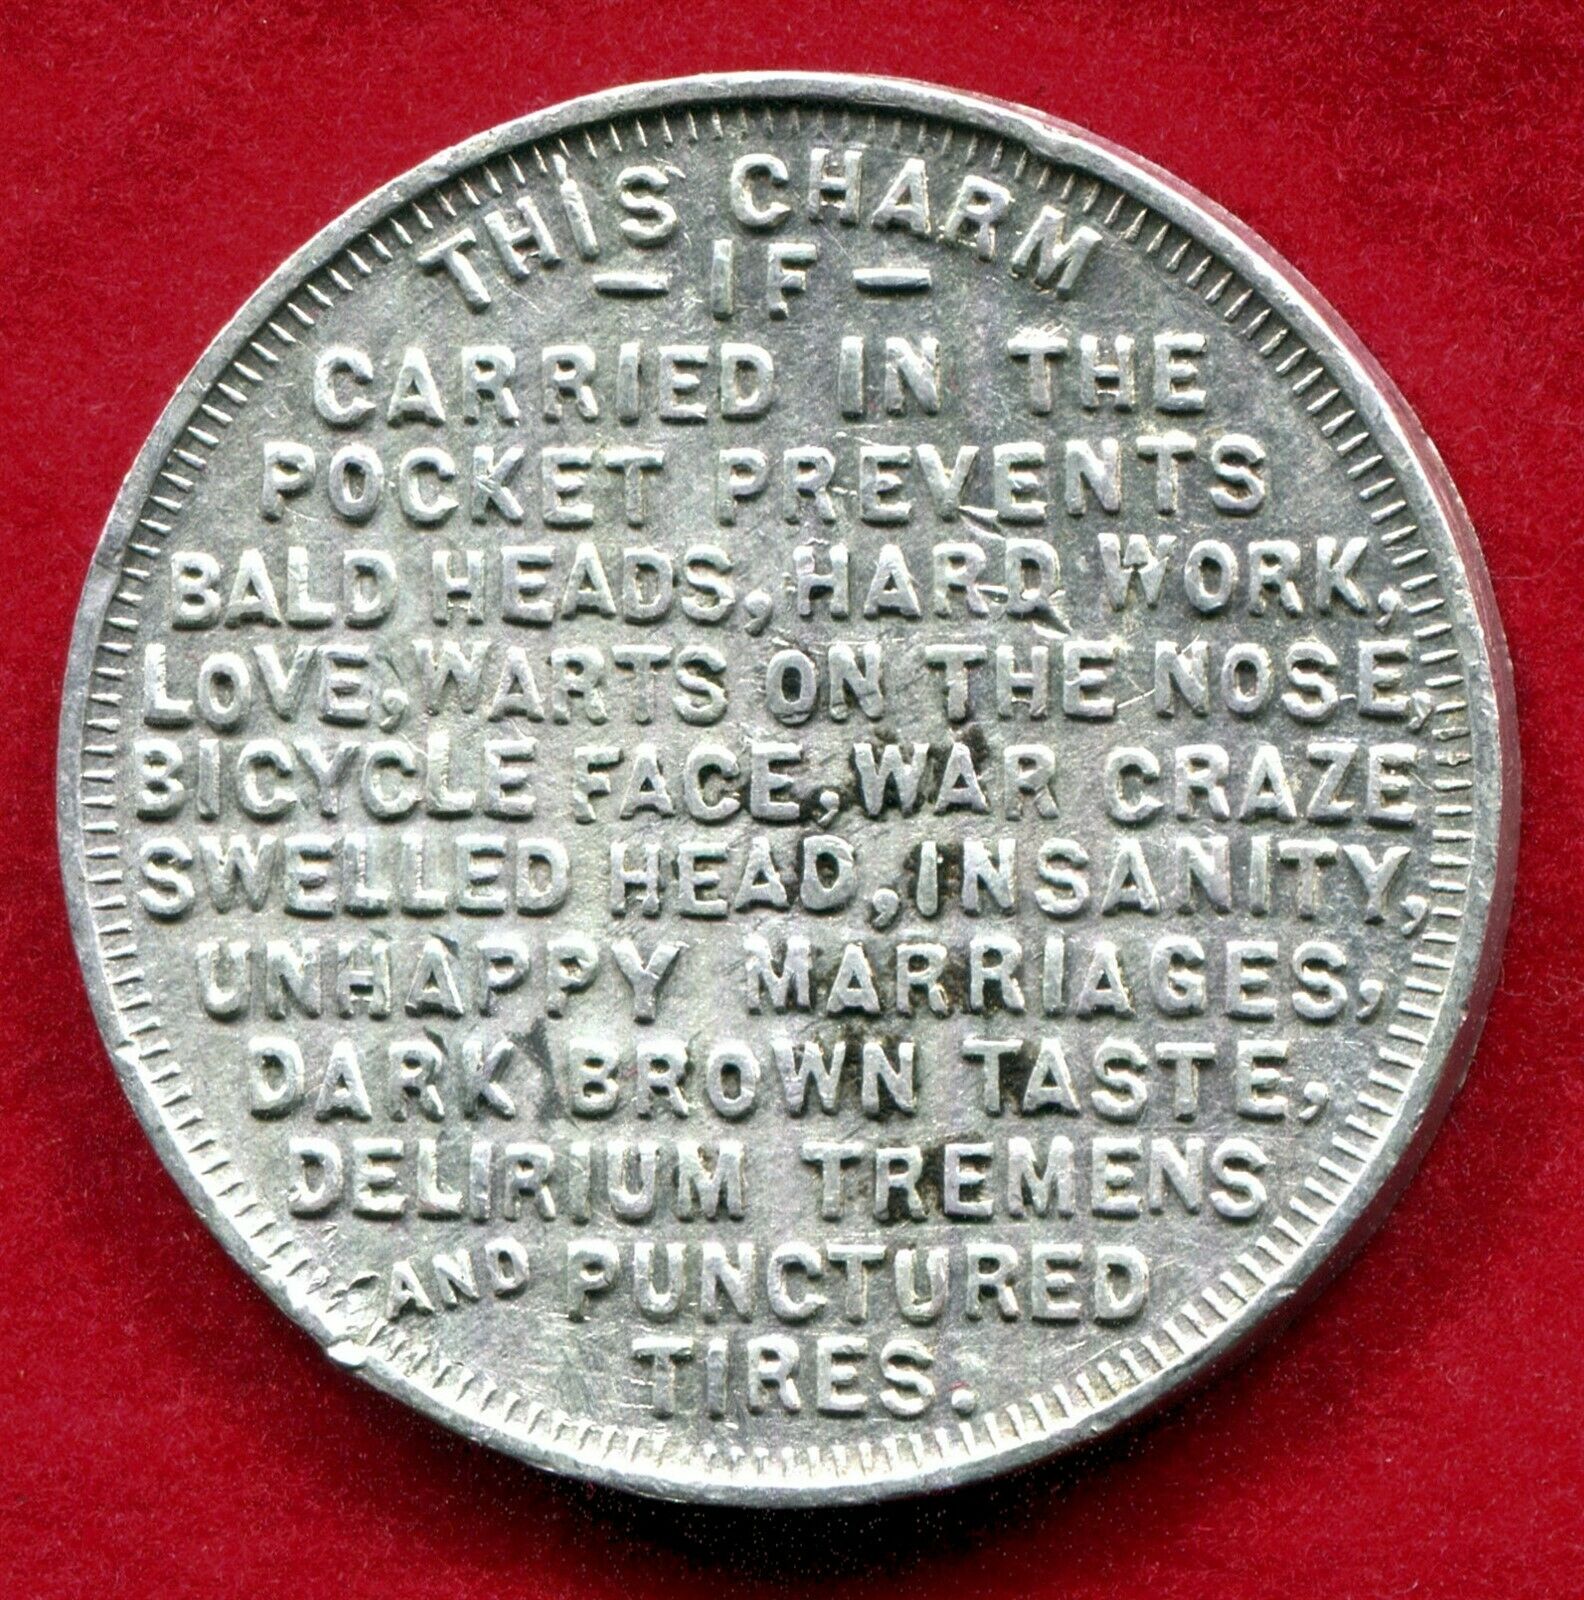 THIS CHARM
— IF —
CARRIED IN THE
POCKET PREVENTS
BALD HEADS, HARD WORK,
LOVE, WARTS ON THE NOSE,
BICYCLE FACE, WAR CRAZE
SWELLED HEAD, INSANITY,
UNHAPPY MARRIAGES,
DARK BROWN TASTE,
DELIRIUM TREMENS
AND PUNCTURED
TIRES.